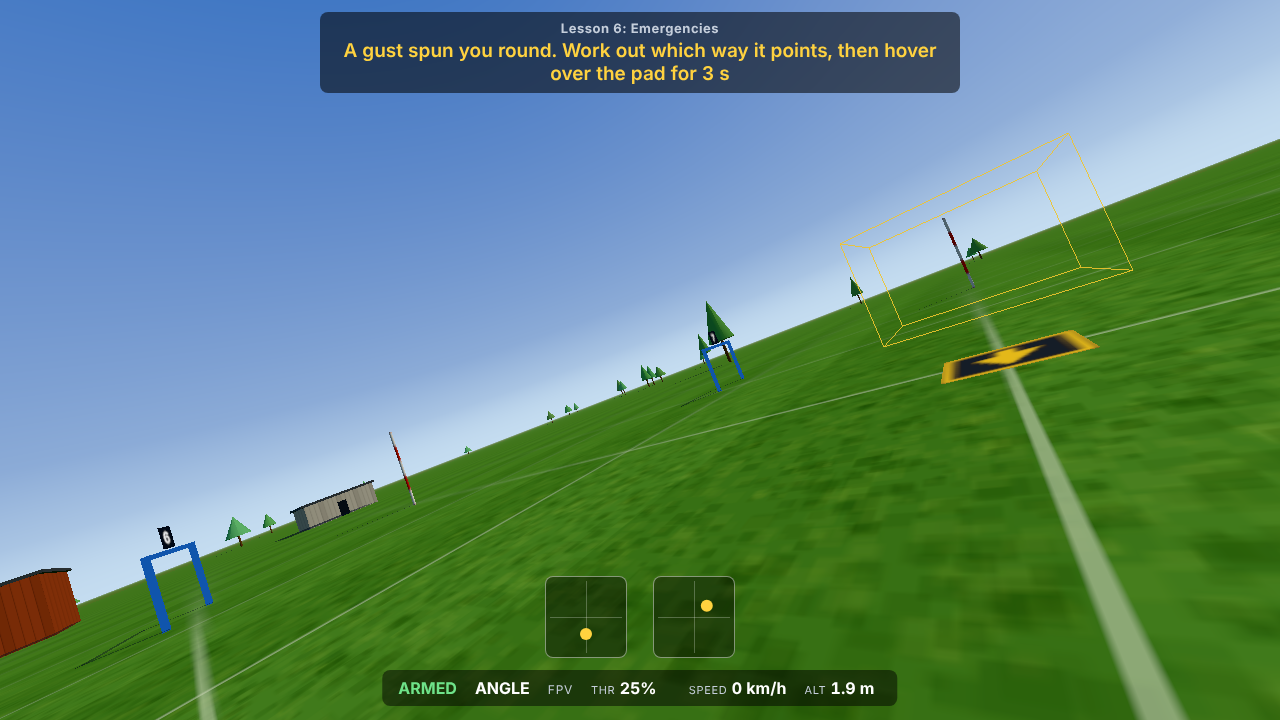 Lesson 6: Emergencies
A gust spun you round. Work out which way it points, then hover
over the pad for 3 s
ARMED ANGLE FPV THR 25% SPEED 0 km/h ALT 1.9 m